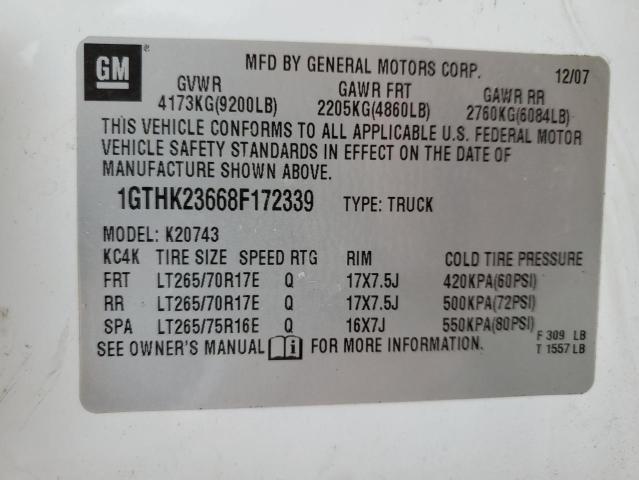 GM
MFD BY GENERAL MOTORS CORP. 12/07
GVWR GAWR FRT GAWR RR
4173KG(9200LB) 2205KG(4860LB) 2760KG(6084LB)
THIS VEHICLE CONFORMS TO ALL APPLICABLE U.S. FEDERAL MOTOR
VEHICLE SAFETY STANDARDS IN EFFECT ON THE DATE OF
MANUFACTURE SHOWN ABOVE.
1GTHK23668F172339 TYPE: TRUCK
MODEL: K20743
KC4K TIRE SIZE SPEED RTG RIM COLD TIRE PRESSURE
FRT LT265/70R17E Q 17X7.5J 420KPA(60PSI)
RR LT265/70R17E Q 17X7.5J 500KPA(72PSI)
SPA LT265/75R16E Q 16X7J 550KPA(80PSI)
SEE OWNER'S MANUAL i FOR MORE INFORMATION.
F 309 LB
T 1557 LB